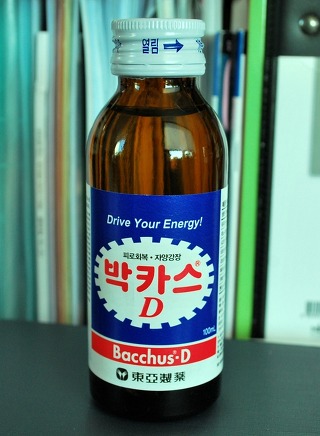 열림
Drive Your Energy!
피로회복・자양강장
박카스®
D
100mL
Bacchus®-D
東亞製藥